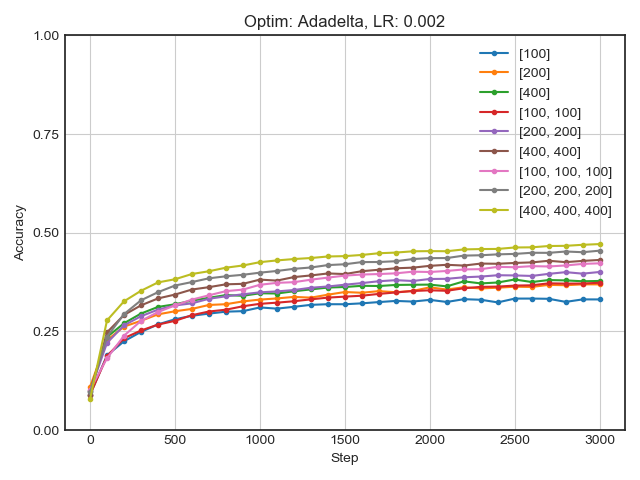 Optim: Adadelta, LR: 0.002
1.00
0.75
0.50
0.25
0.00
Accuracy
[100]
[200]
[400]
[100, 100]
[200, 200]
[400, 400]
[100, 100, 100]
[200, 200, 200]
[400, 400, 400]
0 500 1000 1500 2000 2500 3000
Step